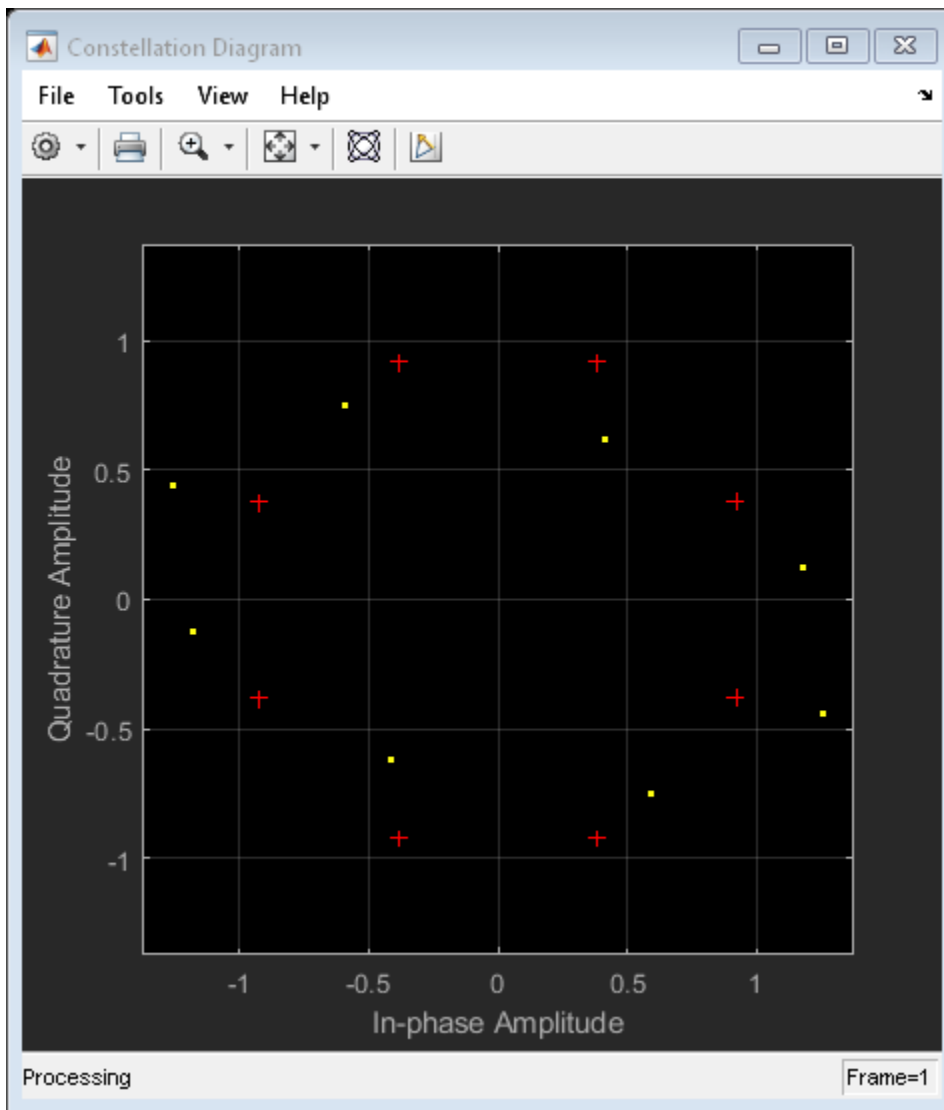 Constellation Diagram
File Tools View Help
1
0.5
0
-0.5
-1
Quadrature Amplitude
-1 -0.5 0 0.5 1
In-phase Amplitude
Processing Frame=1